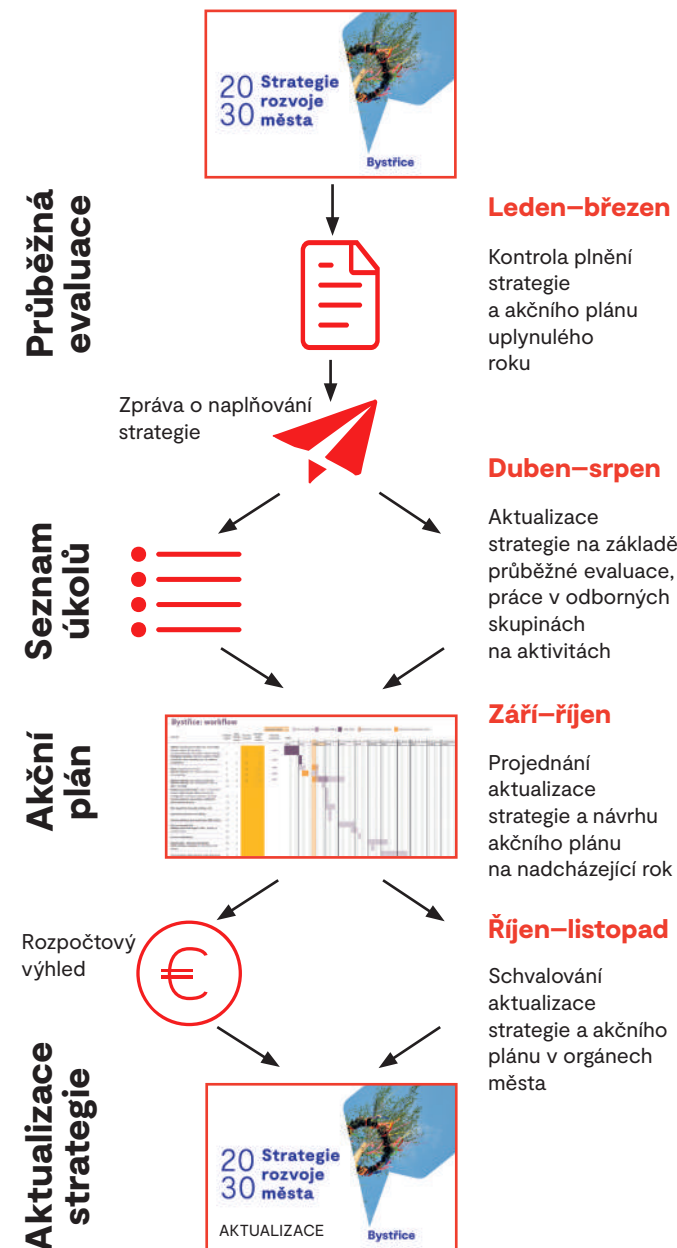 20 Strategie
30 rozvoje
města
Bystřice
Průběžná
evaluace
Leden–březen
Kontrola plnění
strategie
a akčního plánu
uplynulého
roku
Zpráva o naplňování
strategie
Duben–srpen
Seznam
úkolů
Aktualizace
strategie na základě
průběžné evaluace,
práce v odborných
skupinách
na aktivitách
Akční
plán
Bystřice: workflow
Září–říjen
Projednání
aktualizace
strategie a návrhu
akčního plánu
na nadcházející rok
Rozpočtový
výhled
€
Říjen–listopad
Schvalování
aktualizace
strategie a akčního
plánu v orgánech
města
Aktualizace
strategie
20 Strategie
30 rozvoje
města
AKTUALIZACE
Bystřice